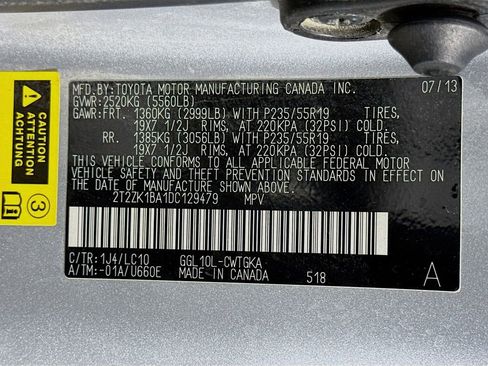 MFD.BY:TOYOTA MOTOR MANUFACTURING CANADA INC. 07/13
GVWR:2520KG (5560LB)
GAWR:FRT. 1360KG (2999LB) WITH P235/55R19 TIRES,
19X7 1/2J RIMS, AT 220KPA (32PSI) COLD.
RR. 1385KG (3056LB) WITH P235/55R19 TIRES,
19X7 1/2J RIMS, AT 220KPA (32PSI) COLD.
THIS VEHICLE CONFORMS TO ALL APPLICABLE FEDERAL MOTOR
VEHICLE SAFETY STANDARDS IN EFFECT ON THE DATE OF
MANUFACTURE SHOWN ABOVE.
2T2ZK1BA1DC129479 MPV
C/TR:1J4/LC10 GGL10L-CWTGKA
A/TM:-01A/U660E MADE IN CANADA 518 A
CAUTION
ATTENTION
ACHTUNG
3